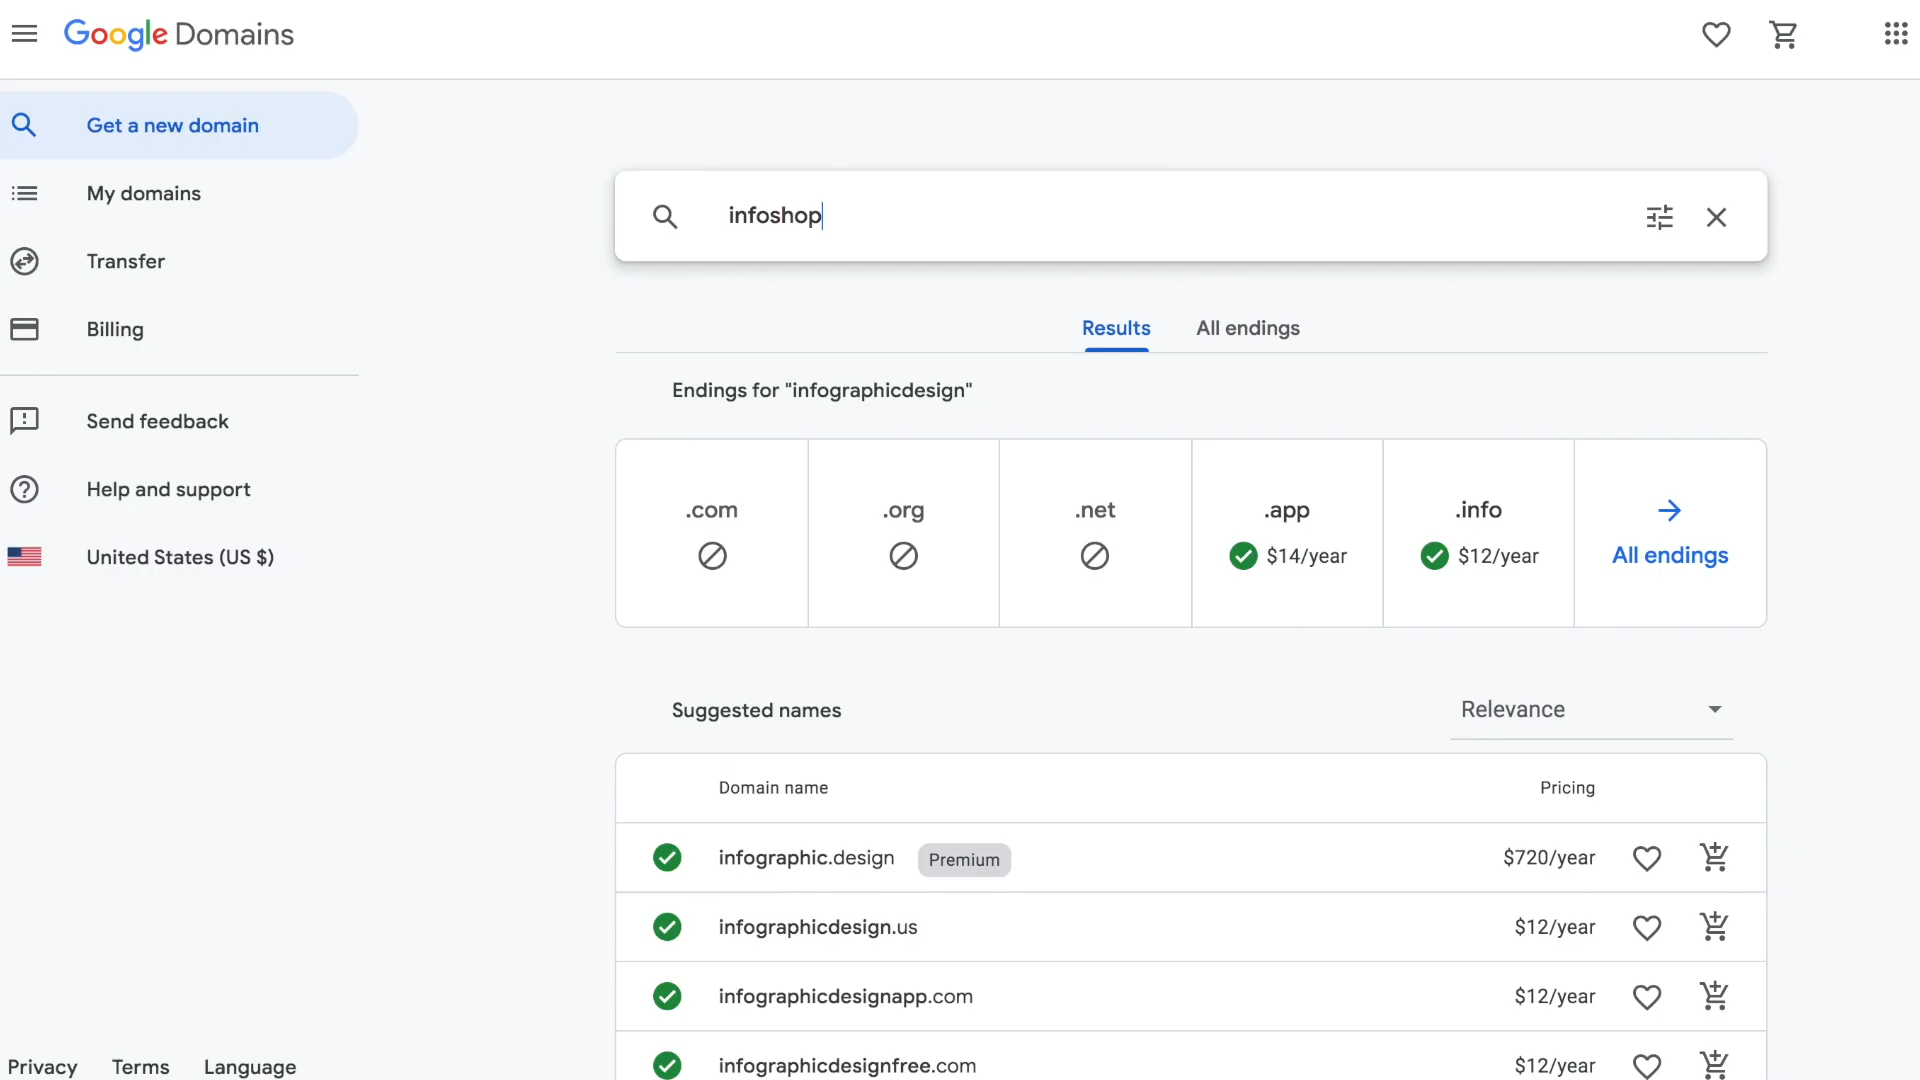 Google Domains
Get a new domain
My domains
Transfer
Billing
Send feedback
Help and support
United States (US $)
Privacy Terms Language
infoshop
Results All endings
Endings for "infographicdesign"
.com
.org
.net
.app
$14/year
.info
$12/year
All endings
Suggested names
Relevance
Domain name Pricing
infographic.design Premium $720/year
infographicdesign.us $12/year
infographicdesignapp.com $12/year
infographicdesignfree.com $12/year